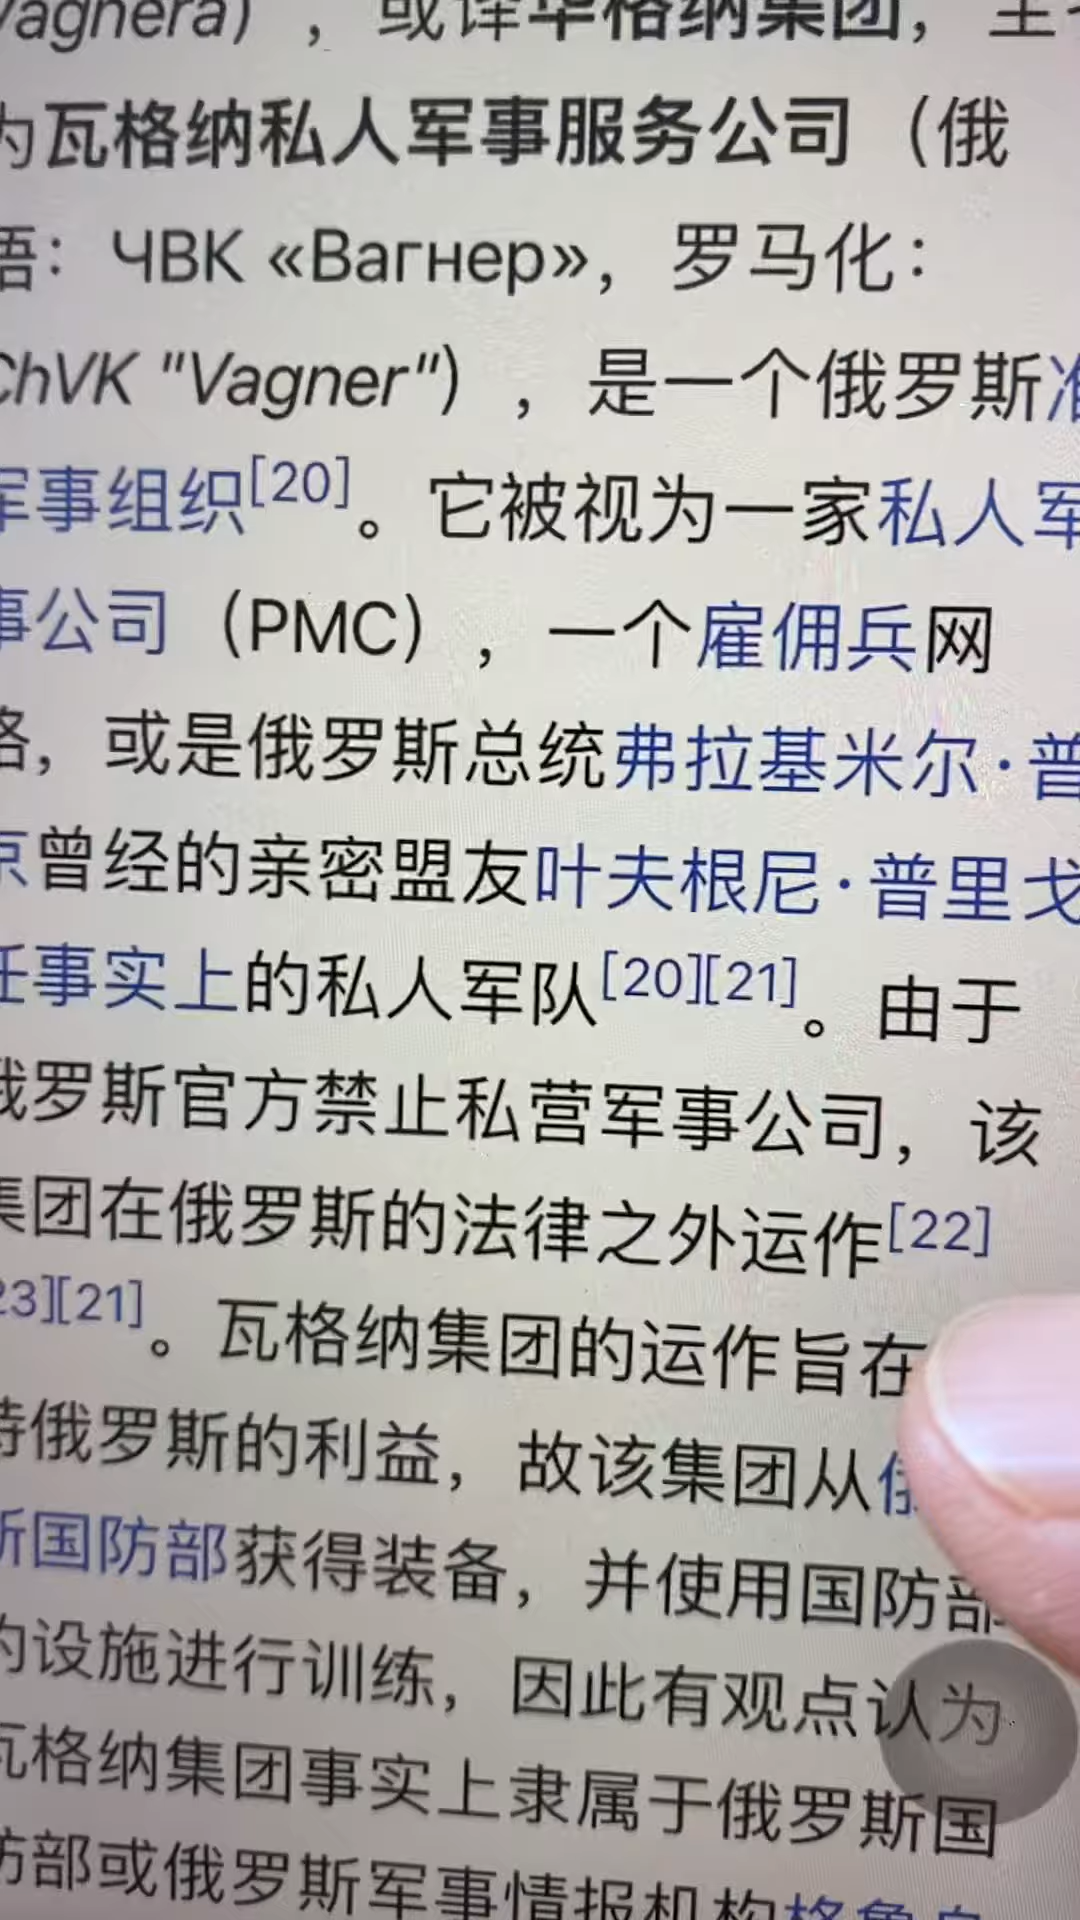 Vagnera），或译华格纳集团，主
为瓦格纳私人军事服务公司（俄
语：ЧВК «Вагнер»，罗马化：
ChVK "Vagner"），是一个俄罗斯准
军事组织[20]。它被视为一家私人军
事公司（PMC），一个雇佣兵网
络，或是俄罗斯总统弗拉基米尔·普
京曾经的亲密盟友叶夫根尼·普里戈
任事实上的私人军队[20][21]。由于
俄罗斯官方禁止私营军事公司，该
集团在俄罗斯的法律之外运作[22]
[23][21]。瓦格纳集团的运作旨在
持俄罗斯的利益，故该集团从俄
斯国防部获得装备，并使用国防部
的设施进行训练，因此有观点认为
瓦格纳集团事实上隶属于俄罗斯国
防部或俄罗斯军事情报机构格鲁乌